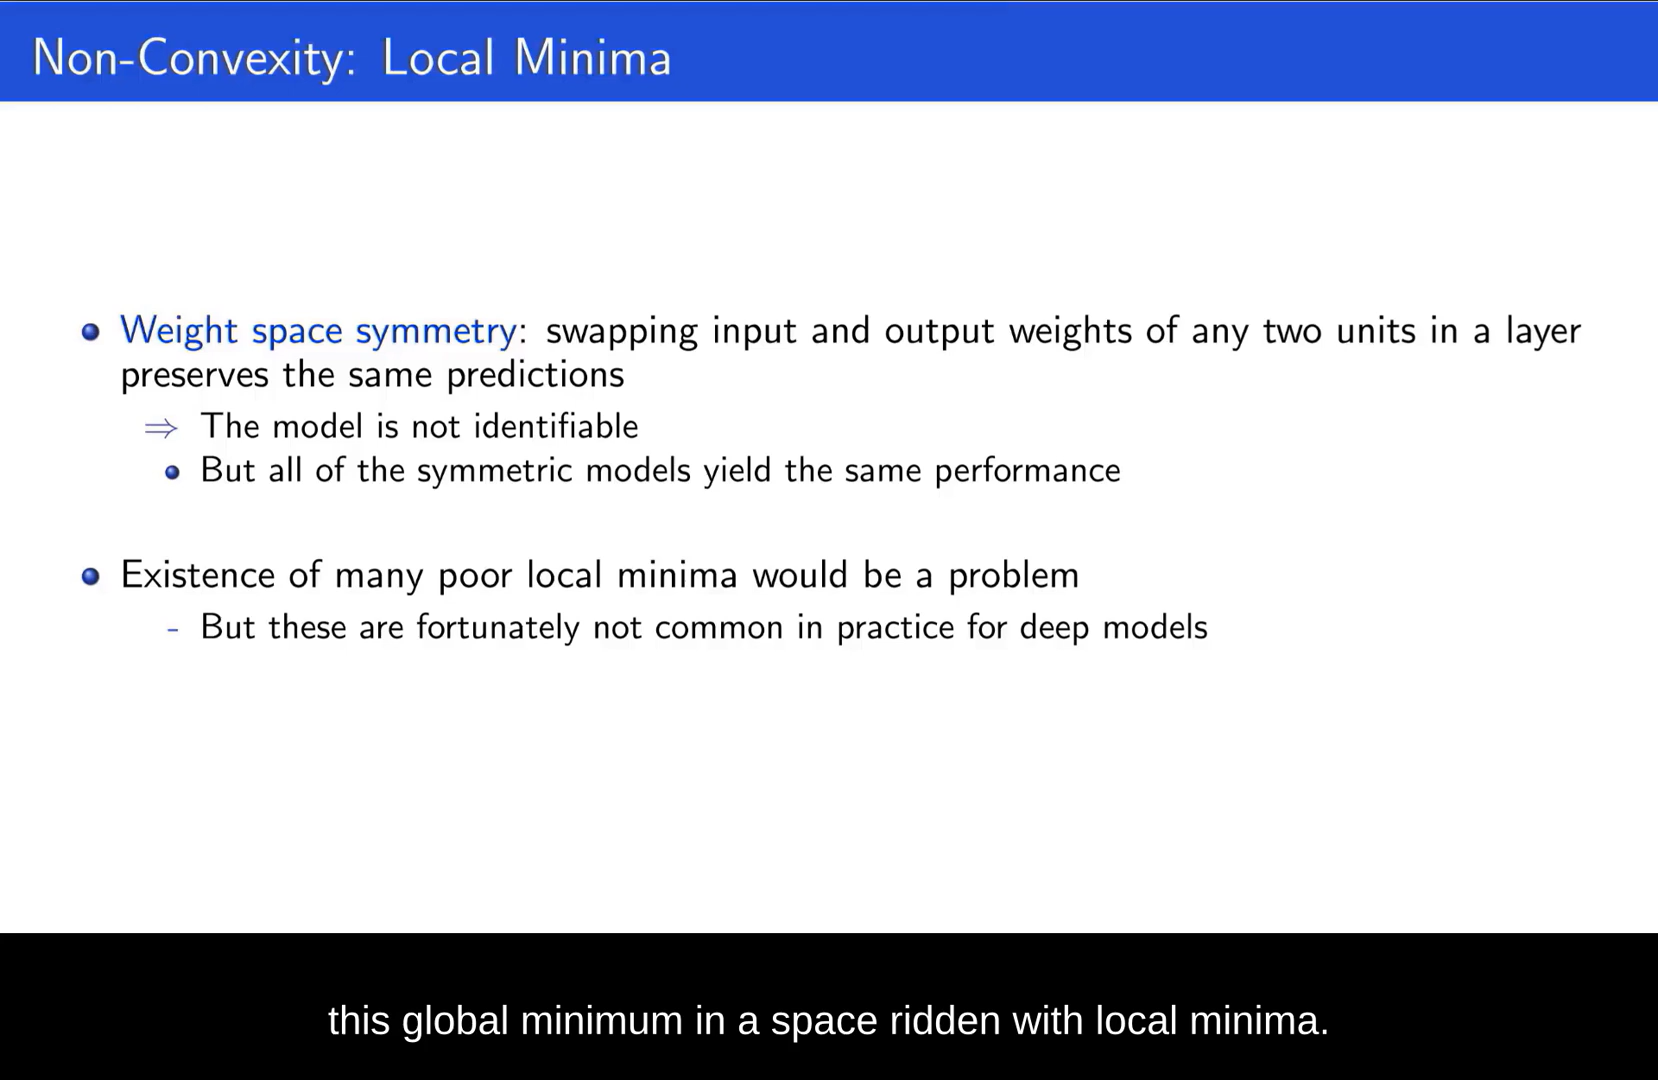 Non-Convexity: Local Minima
Weight space symmetry: swapping input and output weights of any two units in a layer
preserves the same predictions
⇒ The model is not identifiable
But all of the symmetric models yield the same performance
Existence of many poor local minima would be a problem
- But these are fortunately not common in practice for deep models
this global minimum in a space ridden with local minima.